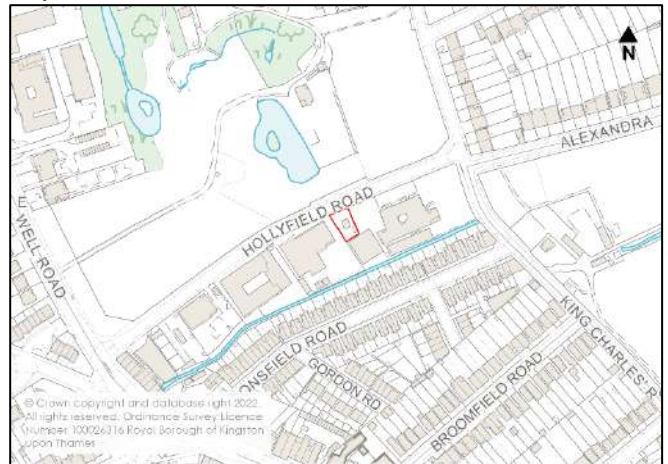 N
ALEXANDRA
HOLLYFIELD ROAD
E
WELL ROAD
ONSFIELD ROAD
GORDON RD
KING CHARLES' R
BROOMFIELD ROAD
© Crown copyright and database right 2022.
All rights reserved. Ordnance Survey Licence
Number 100026316 Royal Borough of Kingston
upon Thames